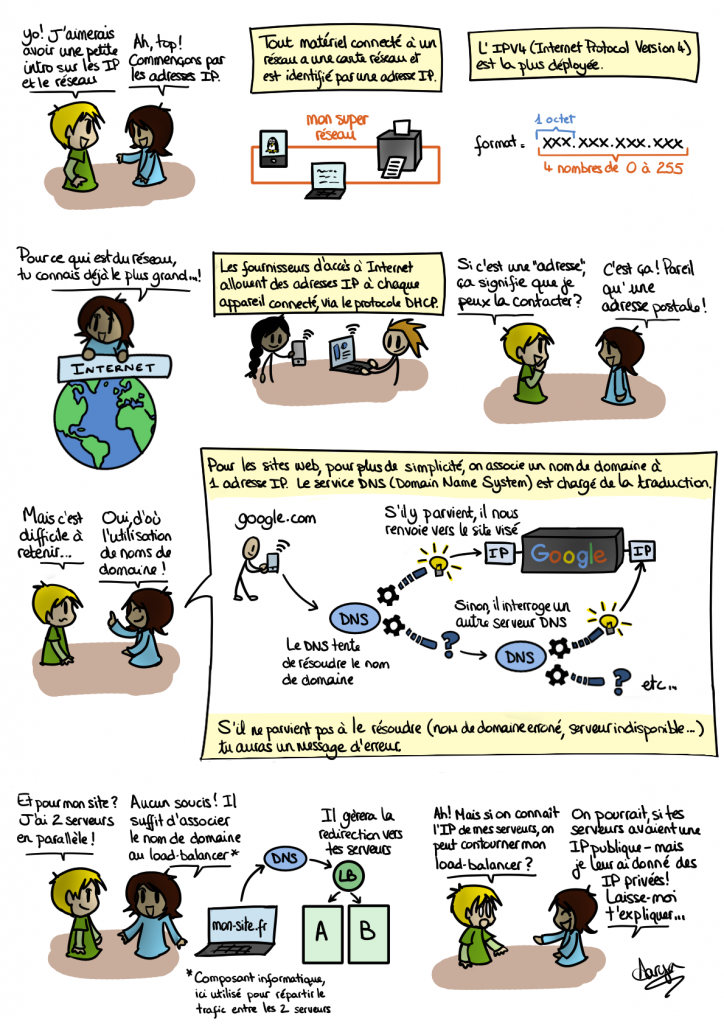 Yo! J'aimerais
avoir une petite
intro sur les IP
et le réseau
Ah, top!
Commençons par
les adresses IP.
Tout matériel connecté à un
réseau a une carte réseau et
est identifié par une adresse IP.
mon super
réseau
L'IPV4 (Internet Protocol Version 4)
est la plus déployée.
1 octet
format = xxx.xxx.xxx.xxx
4 nombres de 0 à 255
Pour ce qui est du réseau,
tu connais déjà le plus grand...!
INTERNET
Les fournisseurs d'accès à Internet
allouent des adresses IP à chaque
appareil connecté, via le protocole DHCP.
Si c'est une "adresse",
ça signifie que je
peux la contacter?
C'est ça! Pareil
qu'une
adresse postale!
Mais c'est
difficile à
retenir...
Oui, d'où
l'utilisation
de noms de
domaine!
Pour les sites web, pour plus de simplicité, on associe un nom de domaine à
1 adresse IP. Le service DNS (Domain Name System) est chargé de la traduction.
google.com
DNS
Le DNS tente
de résoudre le nom
de domaine
S'il y parvient, il nous
renvoie vers le site visé
IP
Google
IP
Sinon, il interroge un
autre serveur DNS
?
DNS
?
etc...
S'il ne parvient pas à le résoudre (nom de domaine erroné, serveur indisponible...)
tu auras un message d'erreur
Et pour mon site?
J'ai 2 serveurs
en parallèle!
Aucun soucis! Il
suffit d'associer
le nom de domaine
au load-balancer*
mon-site.fr
DNS
Il gèrera la
redirection vers
tes serveurs
LB
A
B
*Composant informatique,
ici utilisé pour répartir le
trafic entre les 2 serveurs
Ah! Mais si on connaît
l'IP de mes serveurs, on
peut contourner mon
load-balancer?
On pourrait, si tes
serveurs avaient une
IP publique - mais
je leur ai donné des
IP privées!
Laisse-moi
t'expliquer...